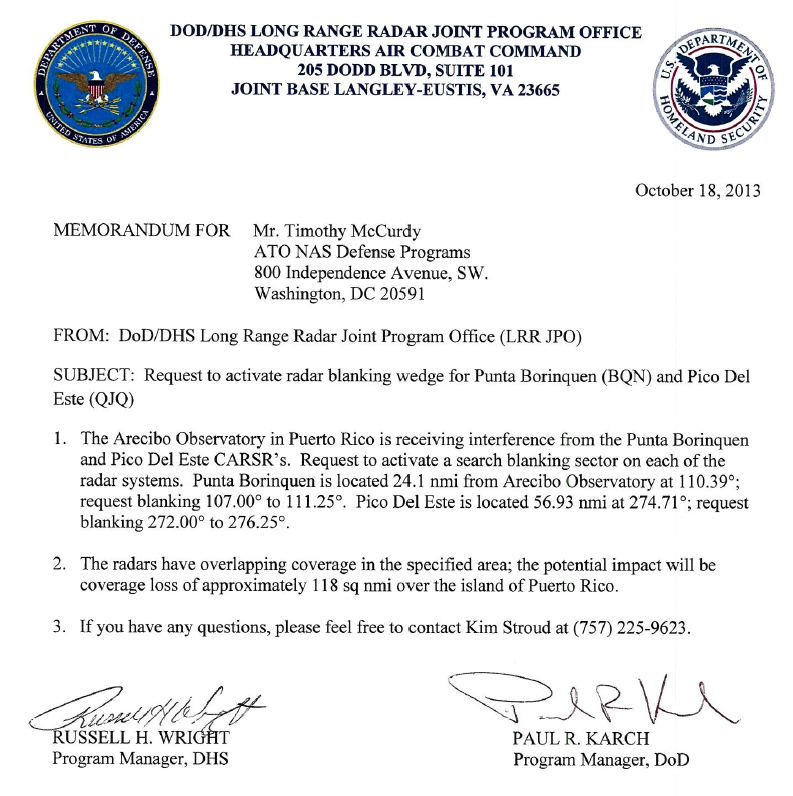 DOD/DHS LONG RANGE RADAR JOINT PROGRAM OFFICE
HEADQUARTERS AIR COMBAT COMMAND
205 DODD BLVD, SUITE 101
JOINT BASE LANGLEY-EUSTIS, VA 23665
DEPARTMENT OF DEFENSE
UNITED STATES OF AMERICA
U.S. DEPARTMENT OF
HOMELAND SECURITY
October 18, 2013
MEMORANDUM FOR Mr. Timothy McCurdy
ATO NAS Defense Programs
800 Independence Avenue, SW.
Washington, DC 20591
FROM: DoD/DHS Long Range Radar Joint Program Office (LRR JPO)
SUBJECT: Request to activate radar blanking wedge for Punta Borinquen (BQN) and Pico Del
Este (QJQ)
1. The Arecibo Observatory in Puerto Rico is receiving interference from the Punta Borinquen
and Pico Del Este CARSR's. Request to activate a search blanking sector on each of the
radar systems. Punta Borinquen is located 24.1 nmi from Arecibo Observatory at 110.39°;
request blanking 107.00° to 111.25°. Pico Del Este is located 56.93 nmi at 274.71°; request
blanking 272.00° to 276.25°.
2. The radars have overlapping coverage in the specified area; the potential impact will be
coverage loss of approximately 118 sq nmi over the island of Puerto Rico.
3. If you have any questions, please feel free to contact Kim Stroud at (757) 225-9623.
Russell H Wright
Paul R Karch
RUSSELL H. WRIGHT
Program Manager, DHS
PAUL R. KARCH
Program Manager, DoD